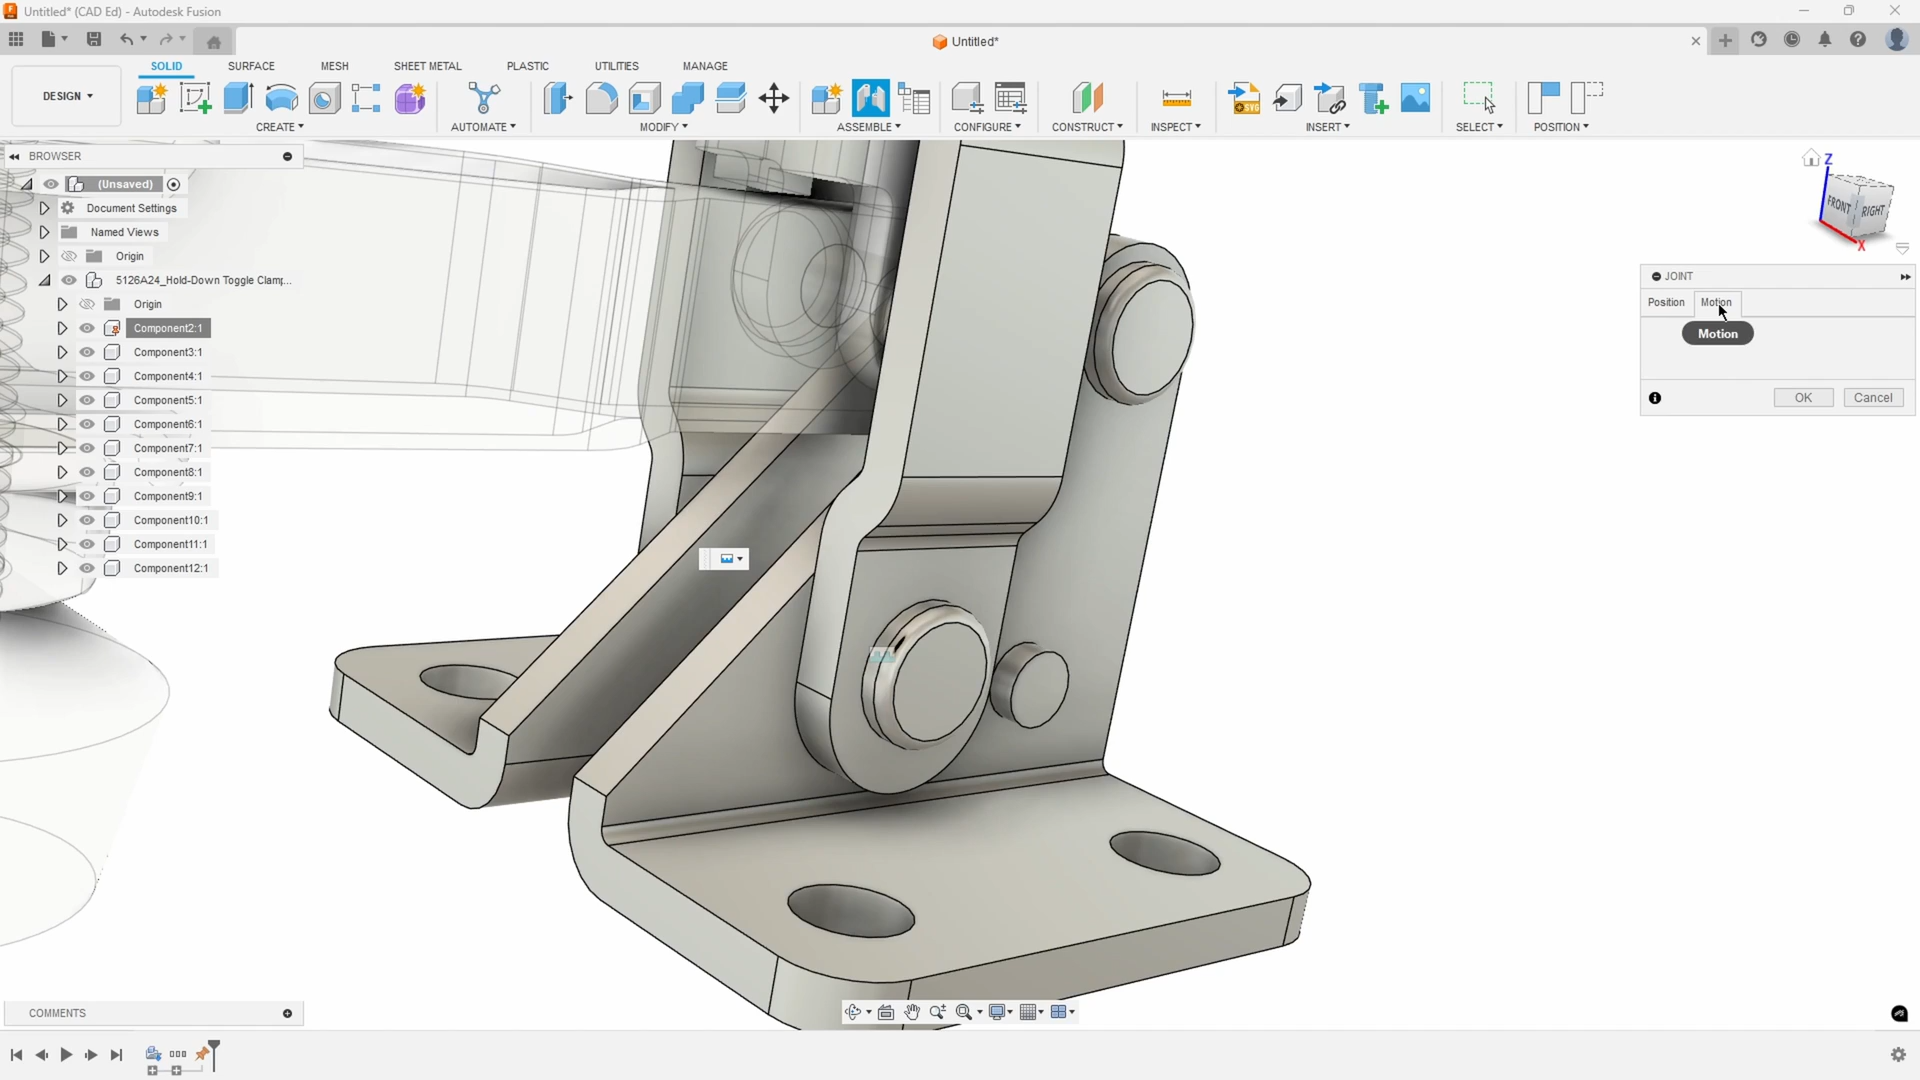 Untitled* (CAD Ed) - Autodesk Fusion
Untitled*
DESIGN
SOLID
SURFACE
MESH
SHEET METAL
PLASTIC
UTILITIES
MANAGE
SVG
CREATE
AUTOMATE
MODIFY
ASSEMBLE
CONFIGURE
CONSTRUCT
INSPECT
INSERT
SELECT
POSITION
BROWSER
(Unsaved)
Document Settings
Named Views
Origin
5126A24_Hold-Down Toggle Clamp...
Origin
Component2:1
Component3:1
Component4:1
Component5:1
Component6:1
Component7:1
Component8:1
Component9:1
Component10:1
Component11:1
Component12:1
Z
FRONT
RIGHT
X
JOINT
Position
Motion
Motion
OK
Cancel
COMMENTS